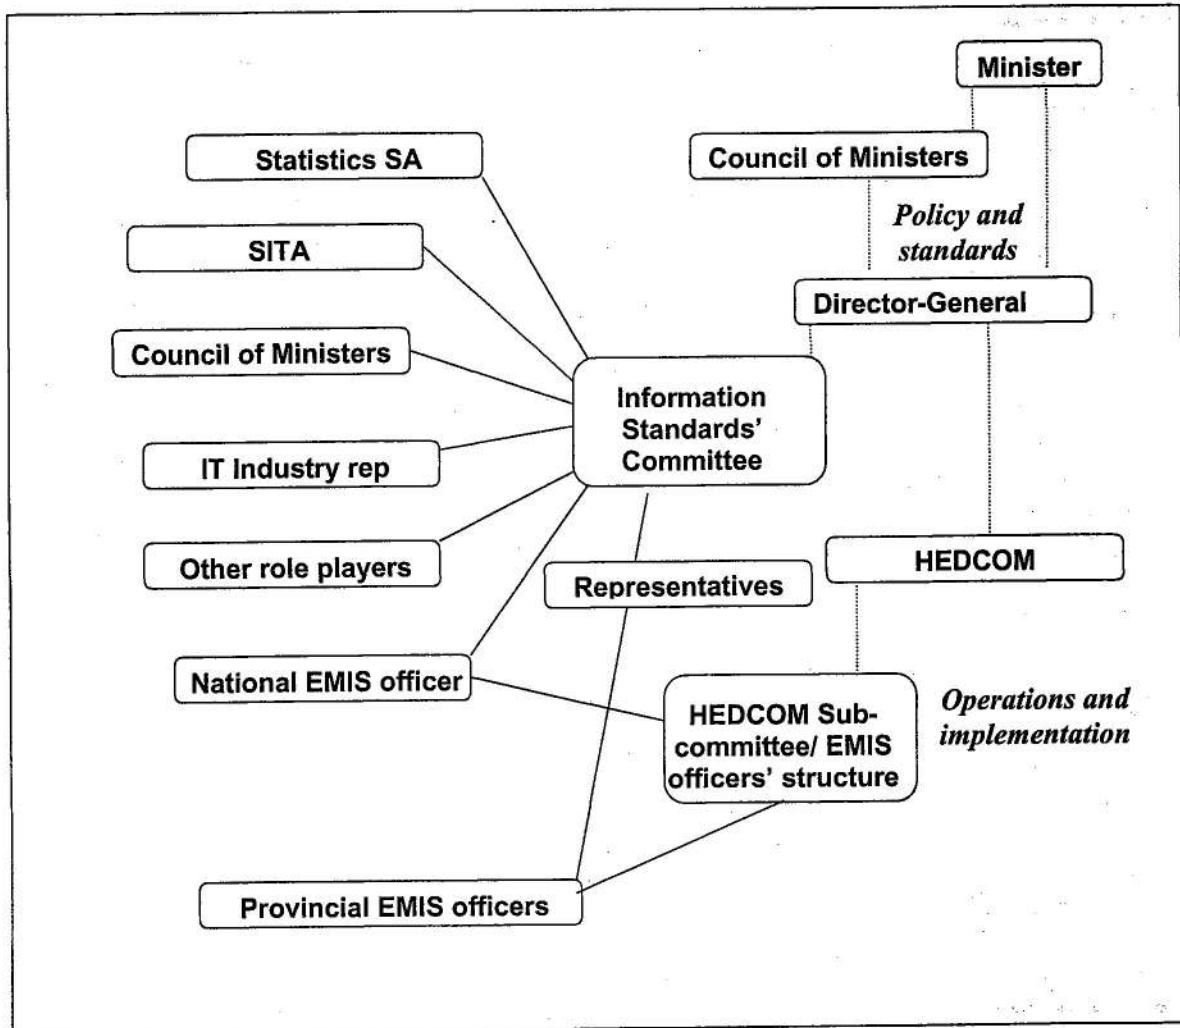 Minister
Statistics SA
Council of Ministers
Policy and
standards
SITA
Director-General
Council of Ministers
Information
Standards’
Committee
IT Industry rep
Other role players
HEDCOM
Representatives
National EMIS officer
HEDCOM Sub-
committee/ EMIS
officers’ structure
Operations and
implementation
Provincial EMIS officers